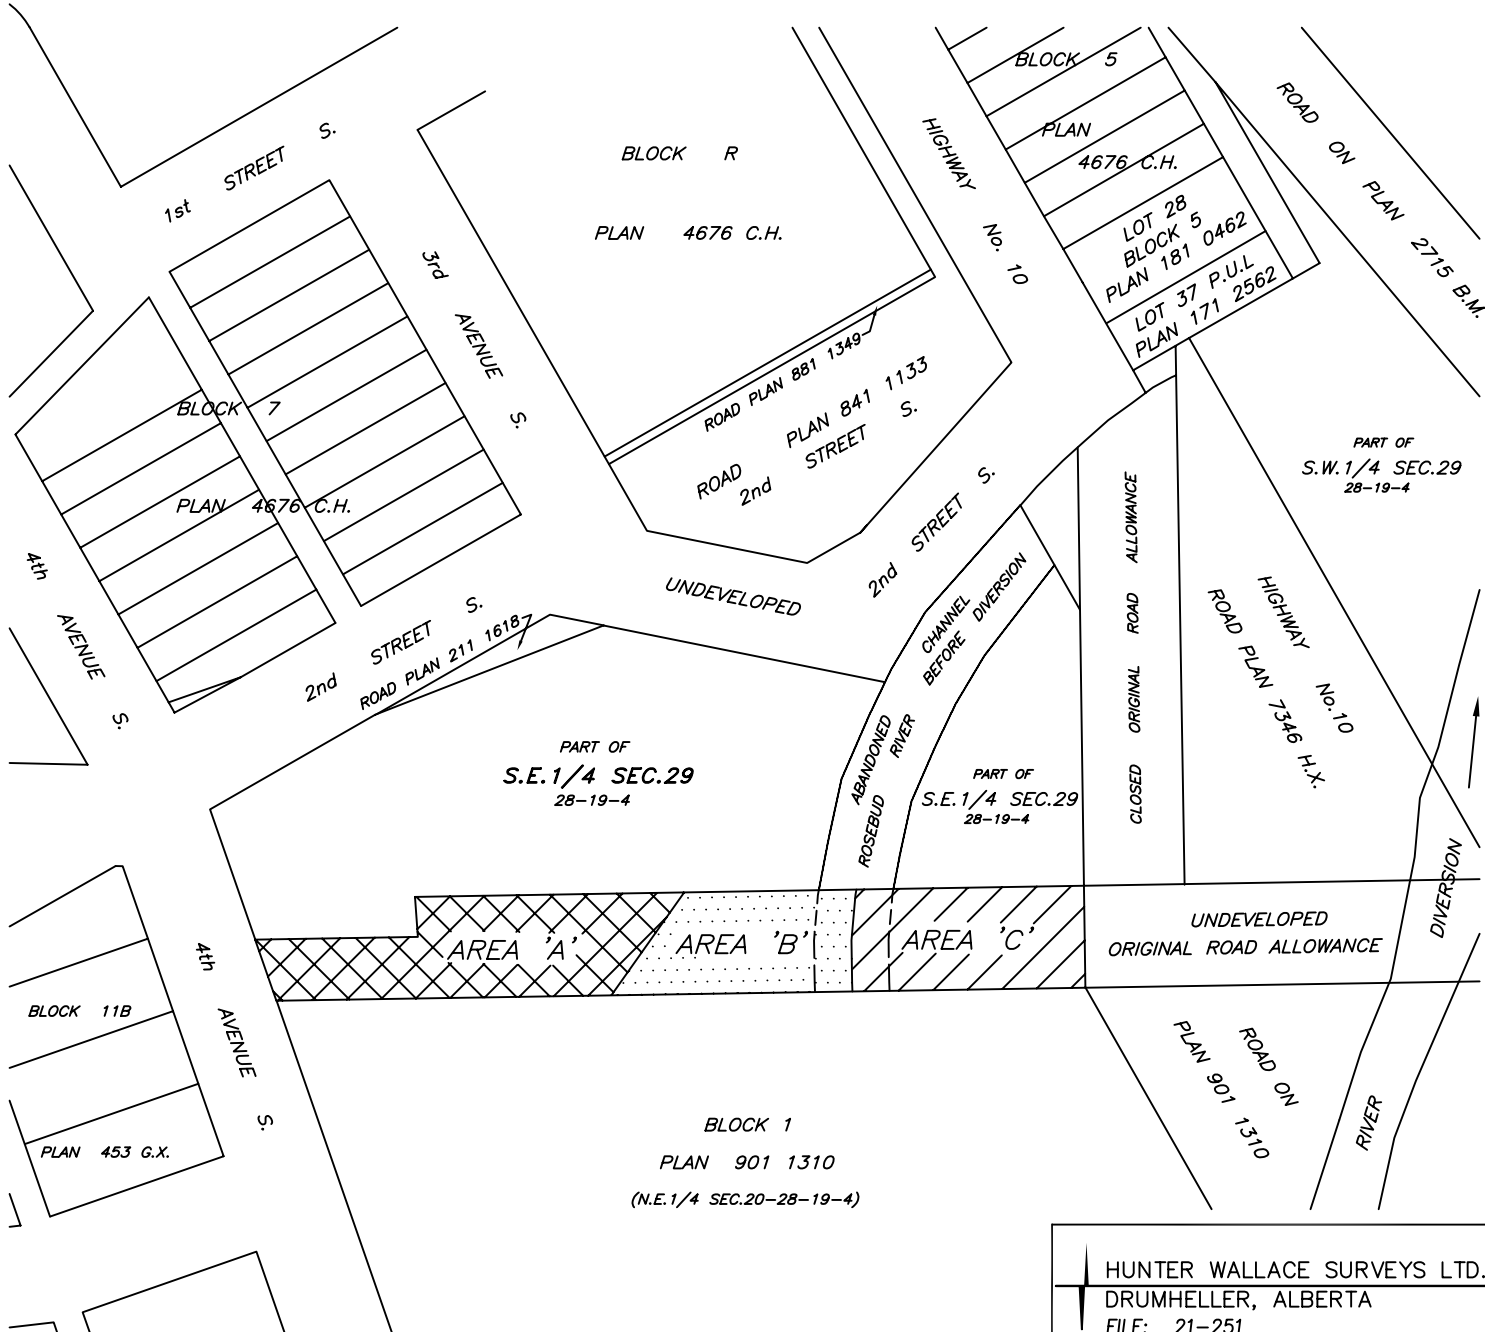 BLOCK 5
PLAN
4676 C.H.
LOT 28
BLOCK 5
PLAN 181 0462
LOT 37 P.U.L
PLAN 171 2562
ROAD ON PLAN 2715 B.M.
1st STREET S.
BLOCK R
PLAN 4676 C.H.
HIGHWAY No. 10
3rd AVENUE S.
ROAD PLAN 881 1349
ROAD PLAN 841 1133
2nd STREET S.
BLOCK 7
PLAN 4676 C.H.
4th AVENUE S.
PART OF
S.W.1/4 SEC.29
28-19-4
2nd STREET S.
UNDEVELOPED
2nd STREET S.
ROAD PLAN 211 1618
CHANNEL
BEFORE DIVERSION
ABANDONED
ROSEBUD RIVER
CLOSED ORIGINAL ROAD ALLOWANCE
HIGHWAY No.10
ROAD PLAN 7346 H.X.
PART OF
S.E.1/4 SEC.29
28-19-4
PART OF
S.E.1/4 SEC.29
28-19-4
AREA 'A'
AREA 'B'
AREA 'C'
UNDEVELOPED
ORIGINAL ROAD ALLOWANCE
RIVER DIVERSION
4th AVENUE S.
BLOCK 11B
PLAN 453 G.X.
BLOCK 1
PLAN 901 1310
(N.E.1/4 SEC.20-28-19-4)
ROAD ON
PLAN 901 1310
HUNTER WALLACE SURVEYS LTD.
DRUMHELLER, ALBERTA
FILE: 21-251